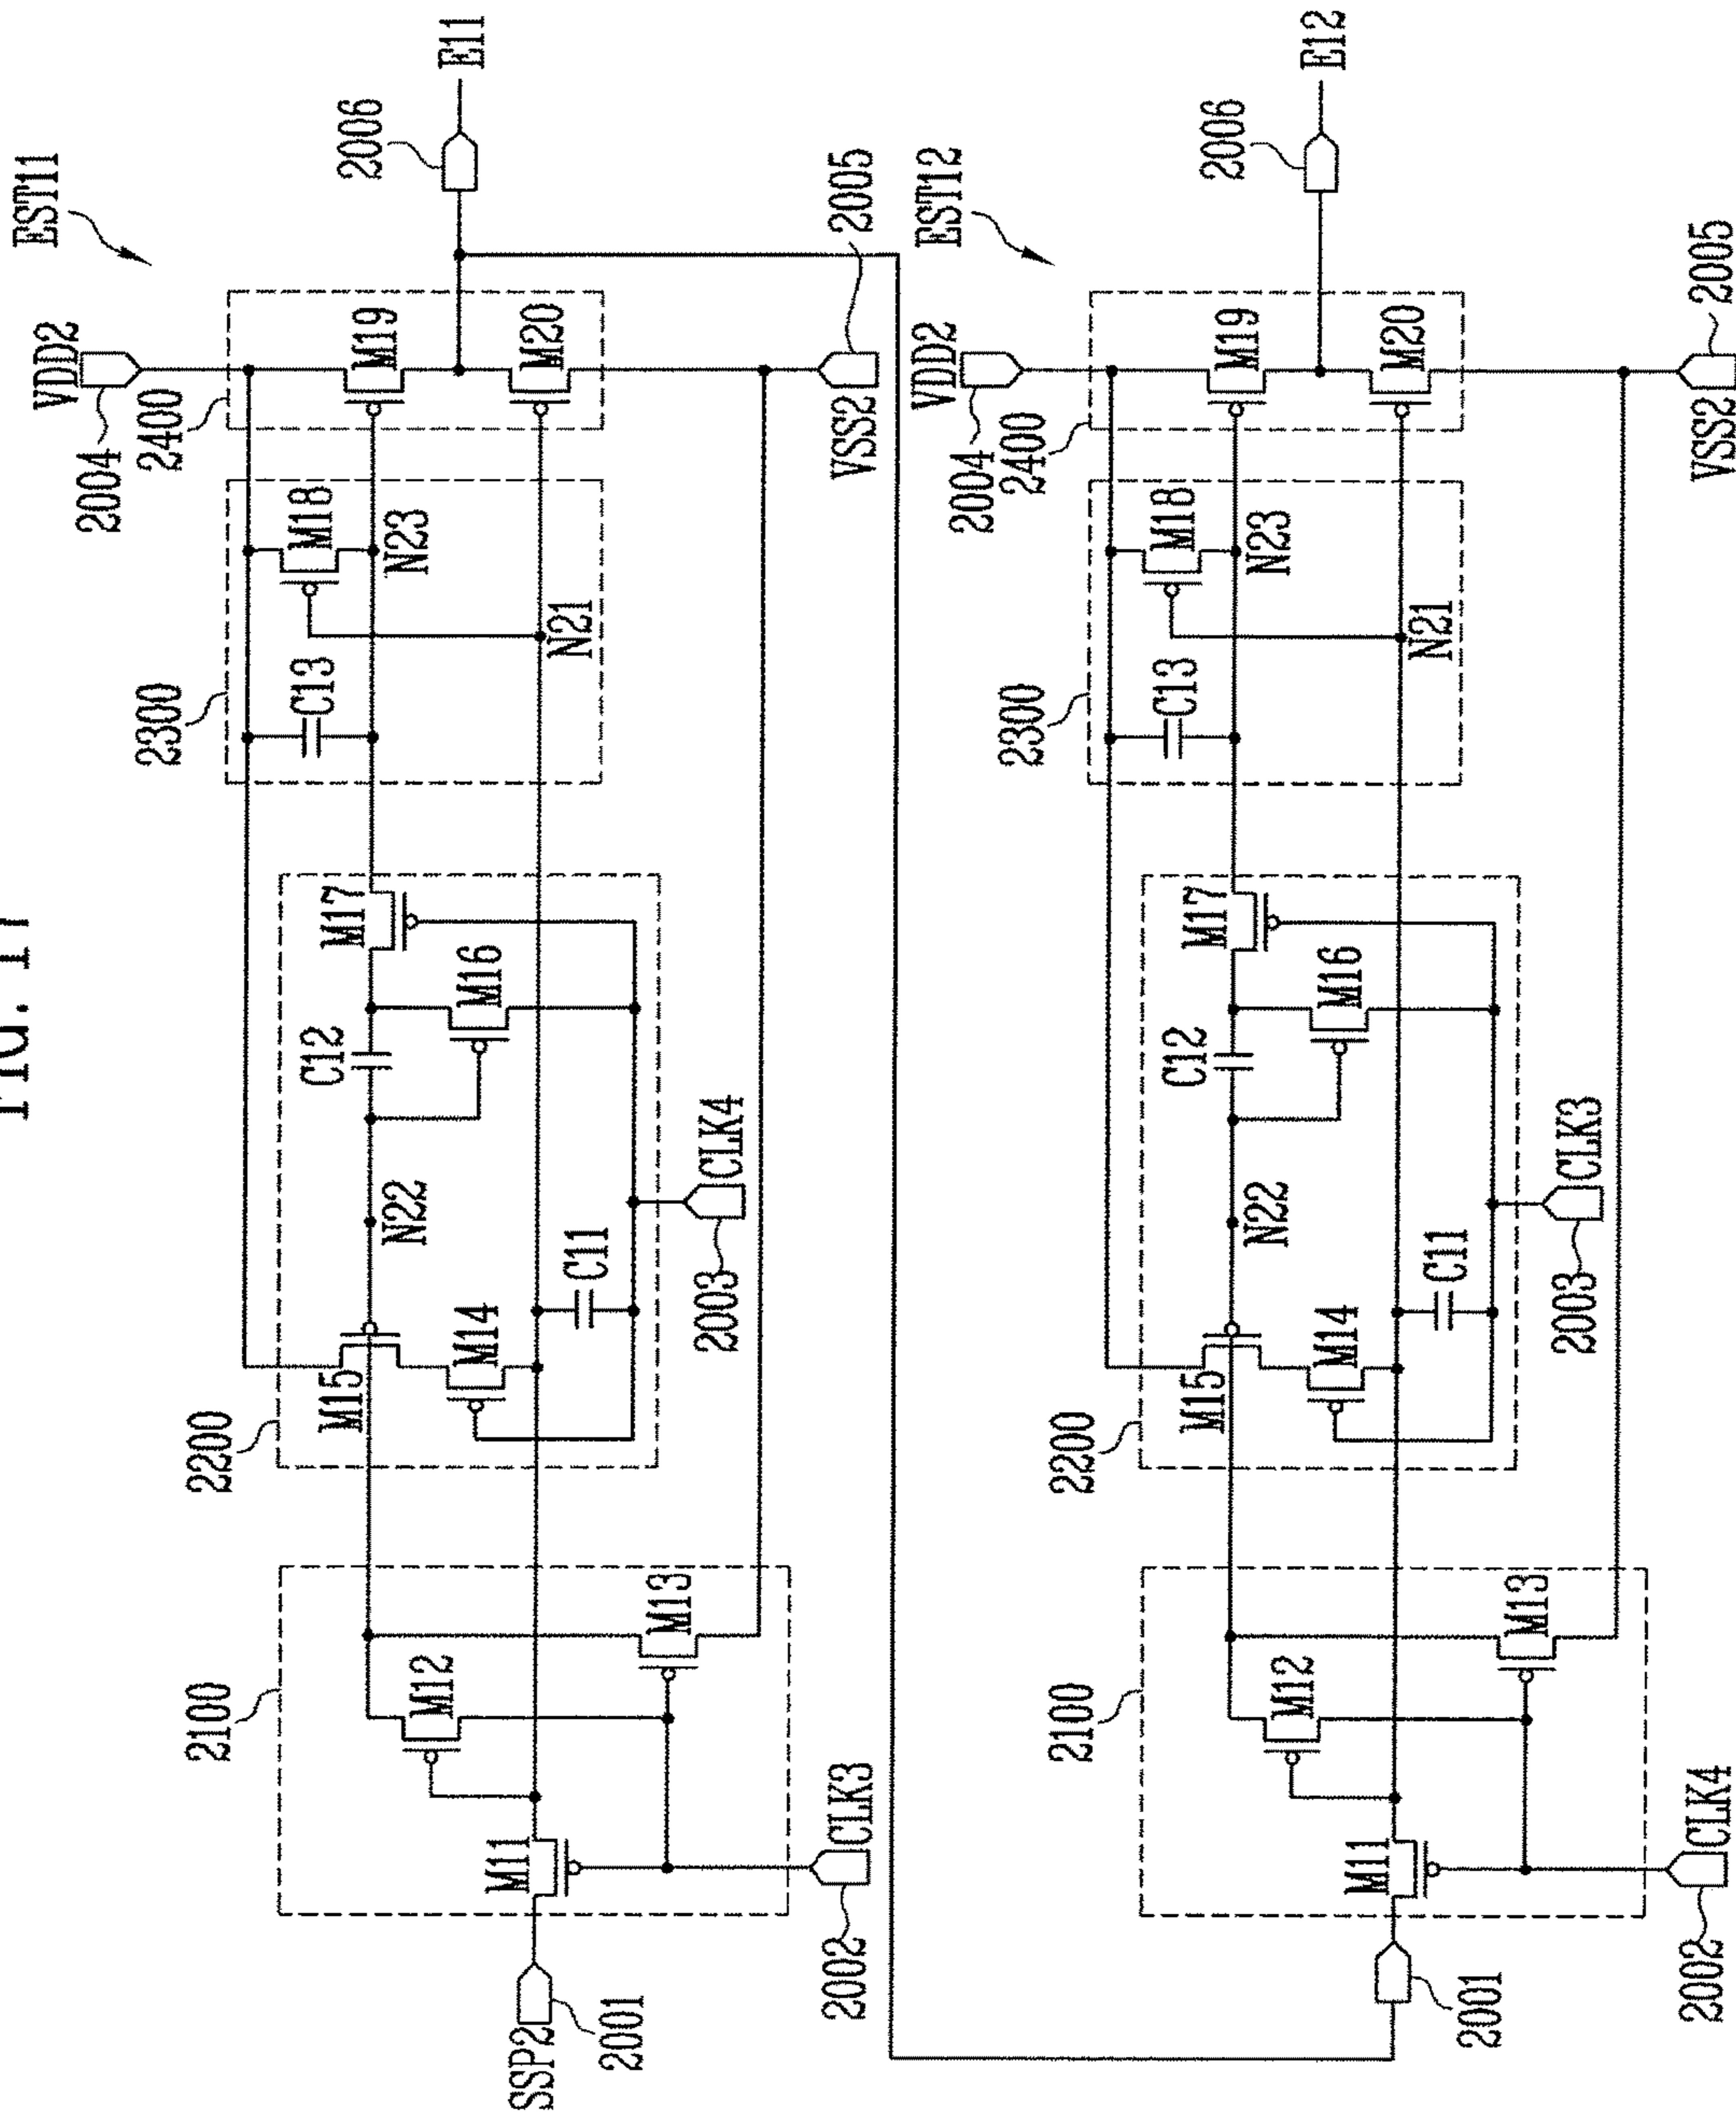 FIG.
EST11
VDD2
2004
2100
2200
2300
2400
M15
N22
C12
M17
C13
M18
M19
2006
E11
M12
M14
M16
N23
SSP2
2001
M11
C11
N21
M20
M13
2002
CLK3
2003
CLK4
VSS2
2005
EST12
VDD2
2004
2100
2200
2300
2400
M15
N22
C12
M17
C13
M18
M19
2006
E12
M12
M14
M16
N23
2001
M11
C11
N21
M20
M13
2002
CLK4
2003
CLK3
VSS2
2005